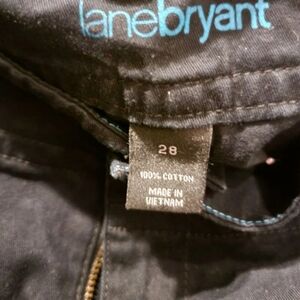 lanebryant
28
100% COTTON
MADE IN
VIETNAM